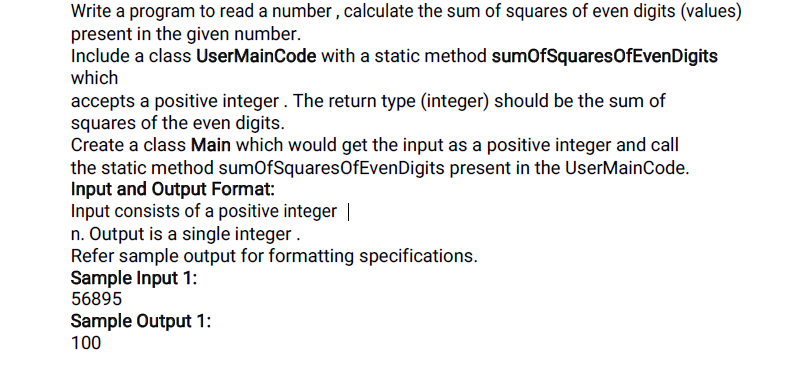 Write a program to read a number , calculate the sum of squares of even digits (values)
present in the given number.
Include a class UserMainCode with a static method sumOfSquaresOfEvenDigits
which
accepts a positive integer . The return type (integer) should be the sum of
squares of the even digits.
Create a class Main which would get the input as a positive integer and call
the static method sumOfSquaresOfEvenDigits present in the UserMainCode.
Input and Output Format:
Input consists of a positive integer
n. Output is a single integer .
Refer sample output for formatting specifications.
Sample Input 1:
56895
Sample Output 1:
100